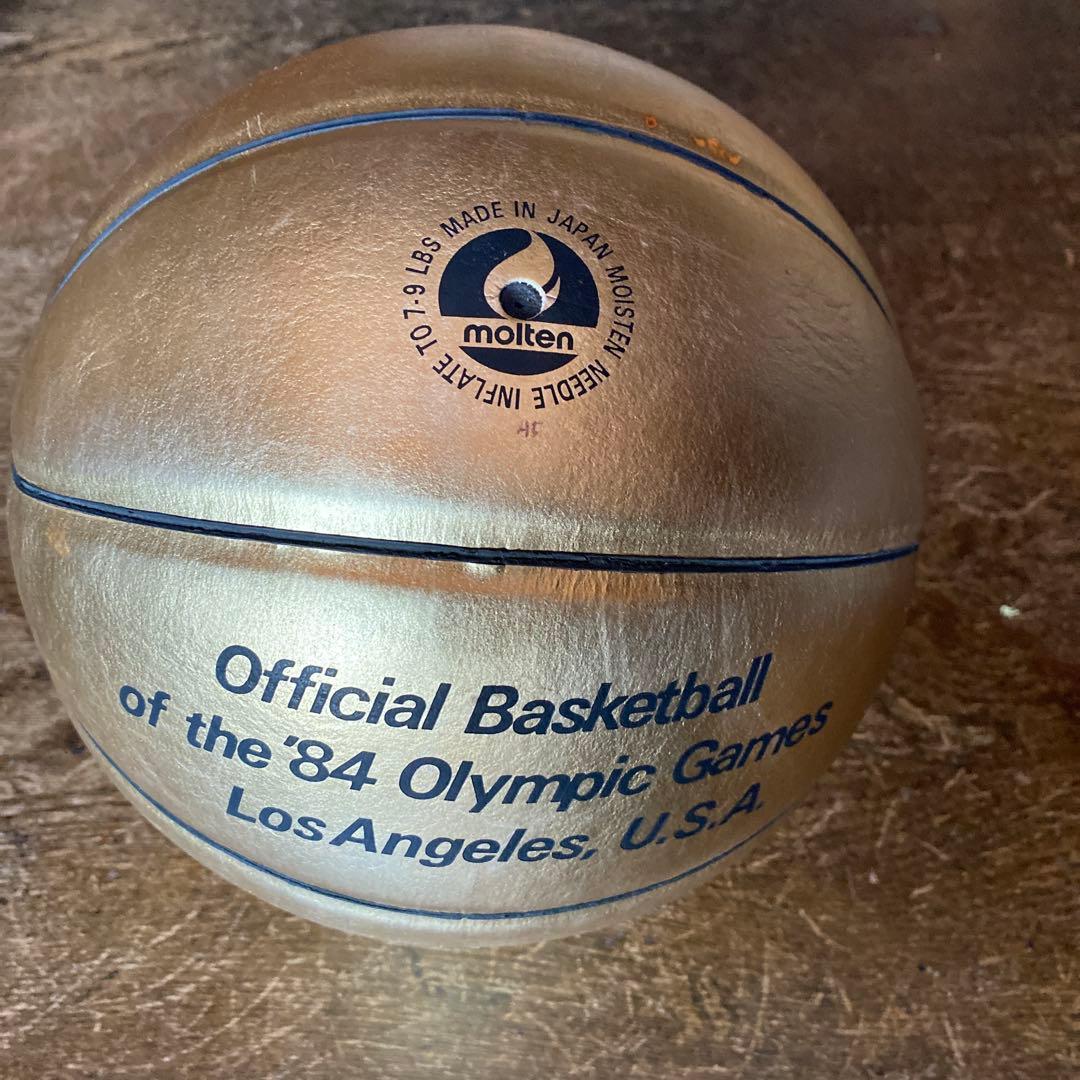 MADE IN JAPAN MOISTEN NEEDLE INFLATE TO 7-9 LBS
molten
Official Basketball
of the '84 Olympic Games
Los Angeles, U.S.A.